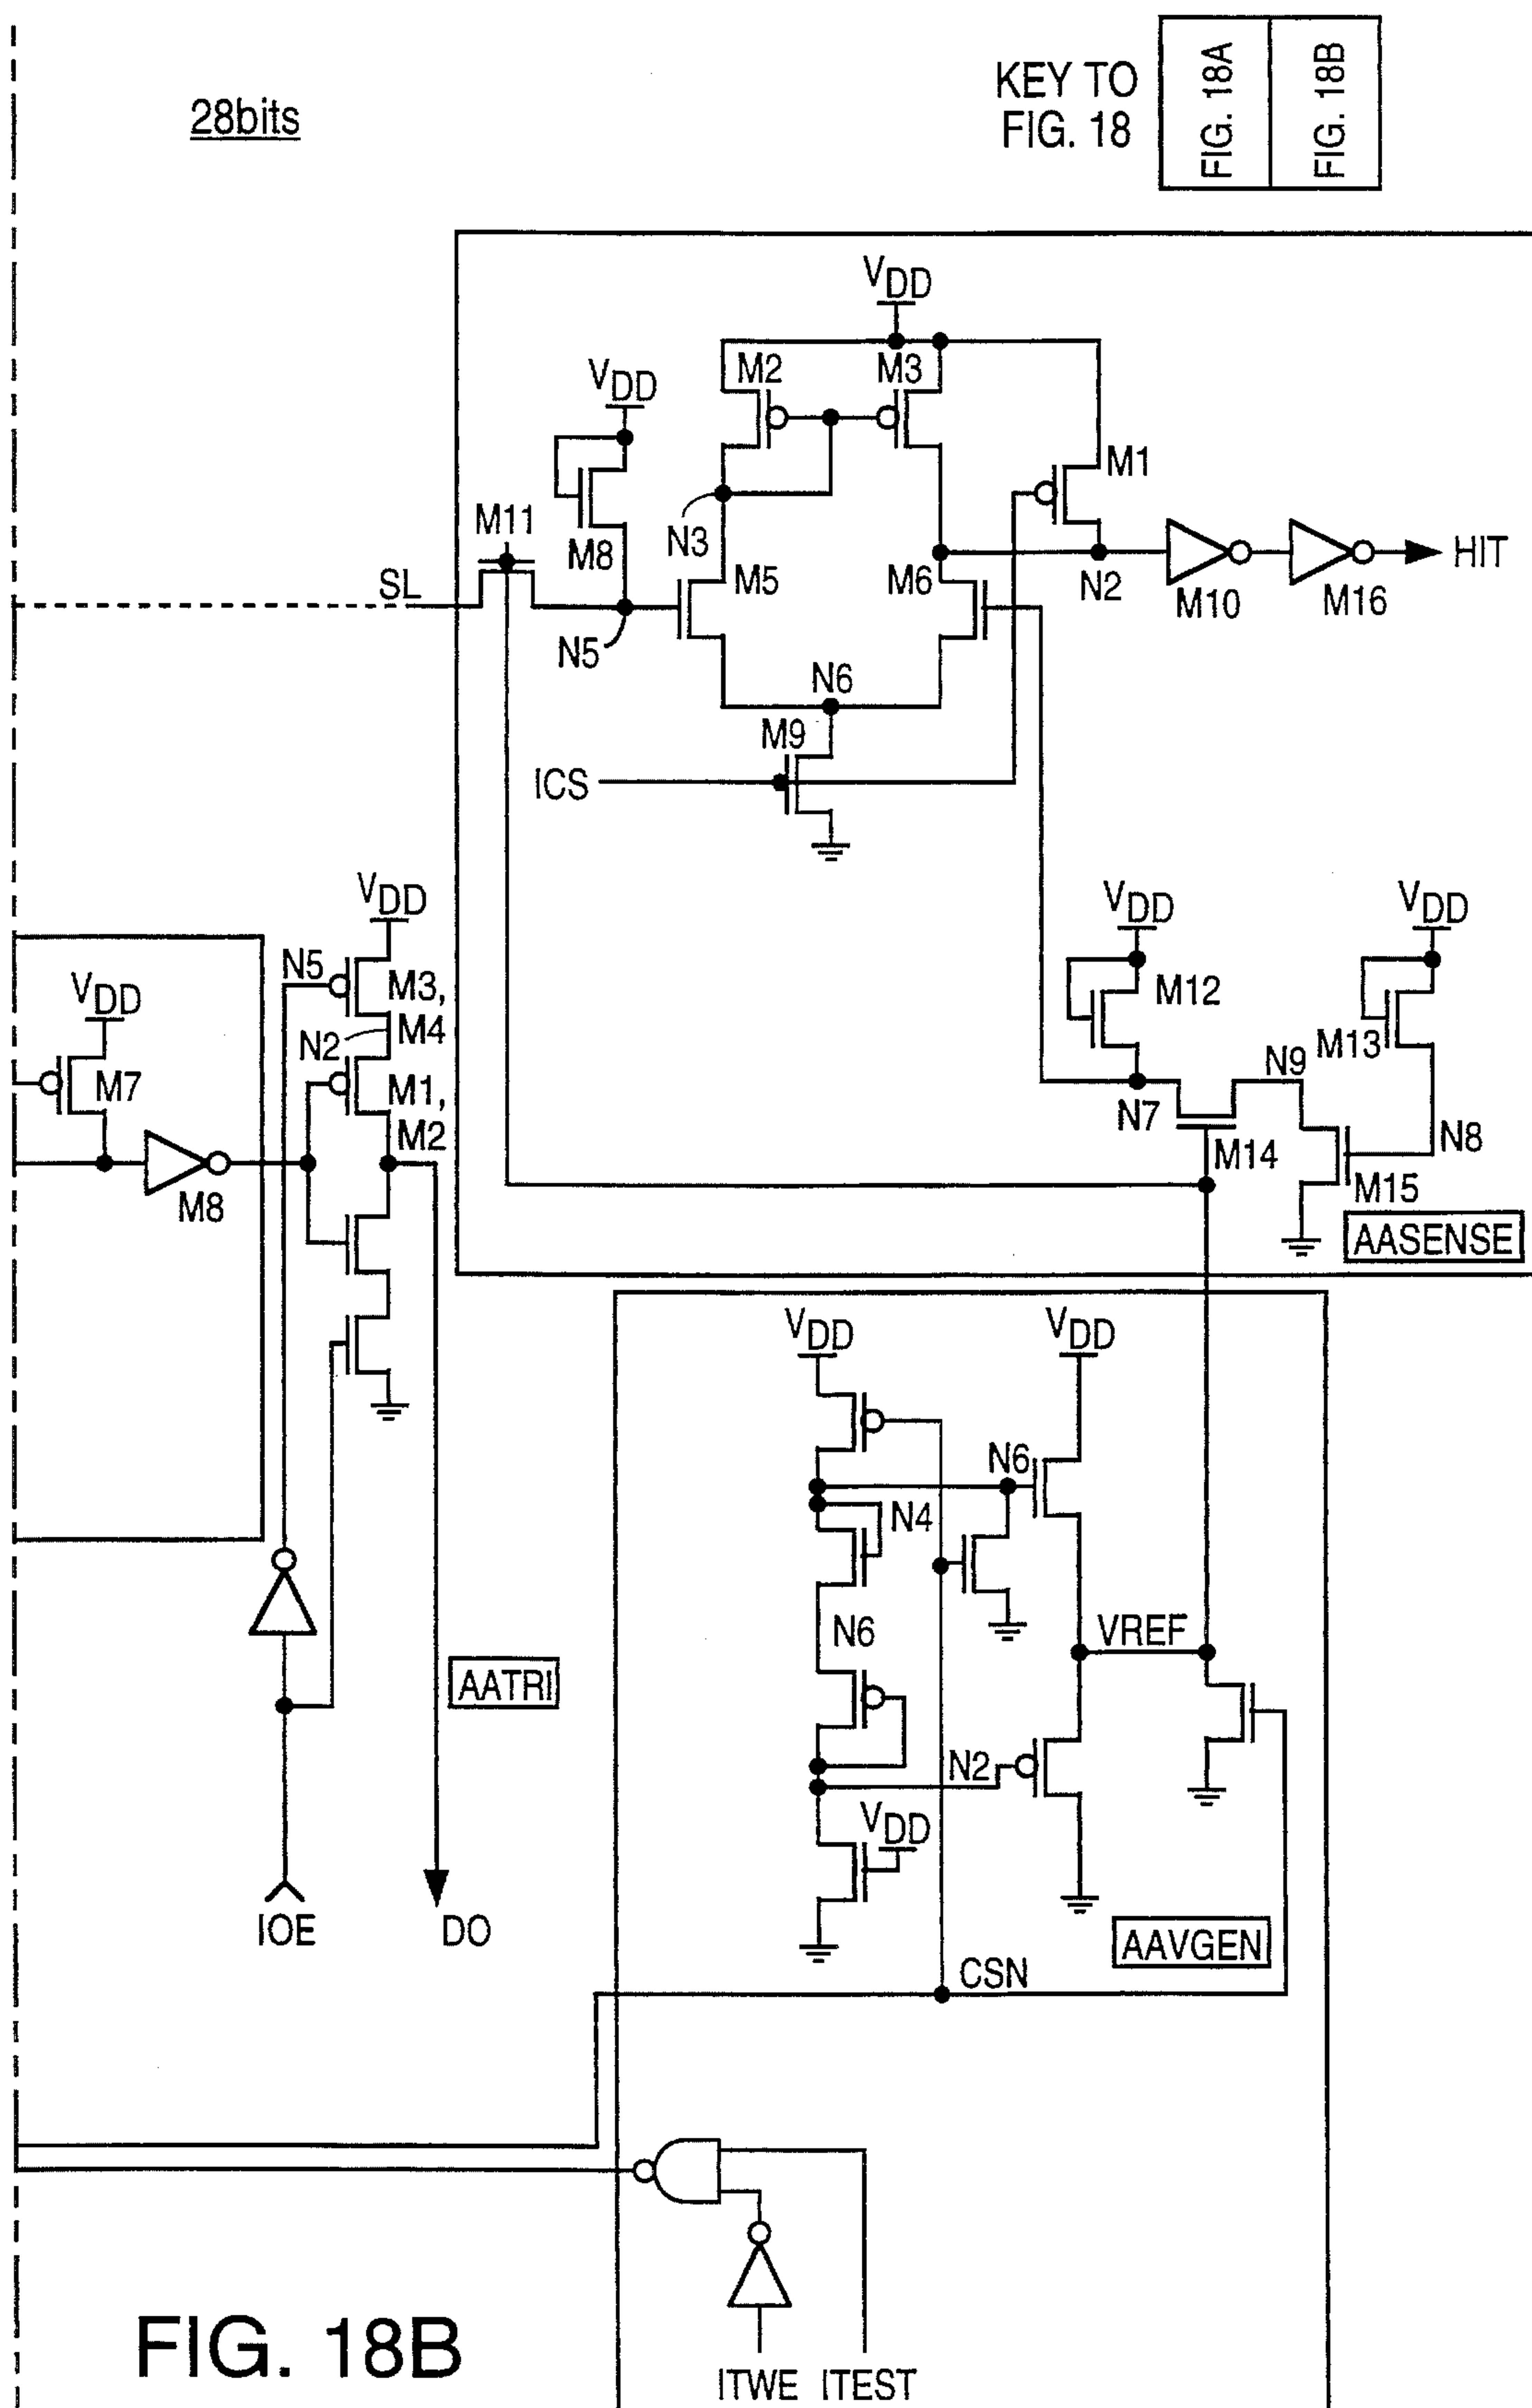 28bits
KEY TO
FIG. 18
FIG. 18A
FIG. 18B
VDD
M2
M3
VDD
M1
M11
M8
N3
M5
M6
N2
M10
M16
HIT
SL
N5
N6
M9
ICS
VDD
VDD
VDD
M12
M13
N9
N7
M14
N8
M15
AASENSE
N5
M3,
M4
N2
M1,
M2
VDD
M7
M8
VDD
VDD
N6
N4
N6
VREF
AATRI
N2
VDD
IOE
DO
AAVGEN
CSN
ITWE
ITEST
FIG. 18B